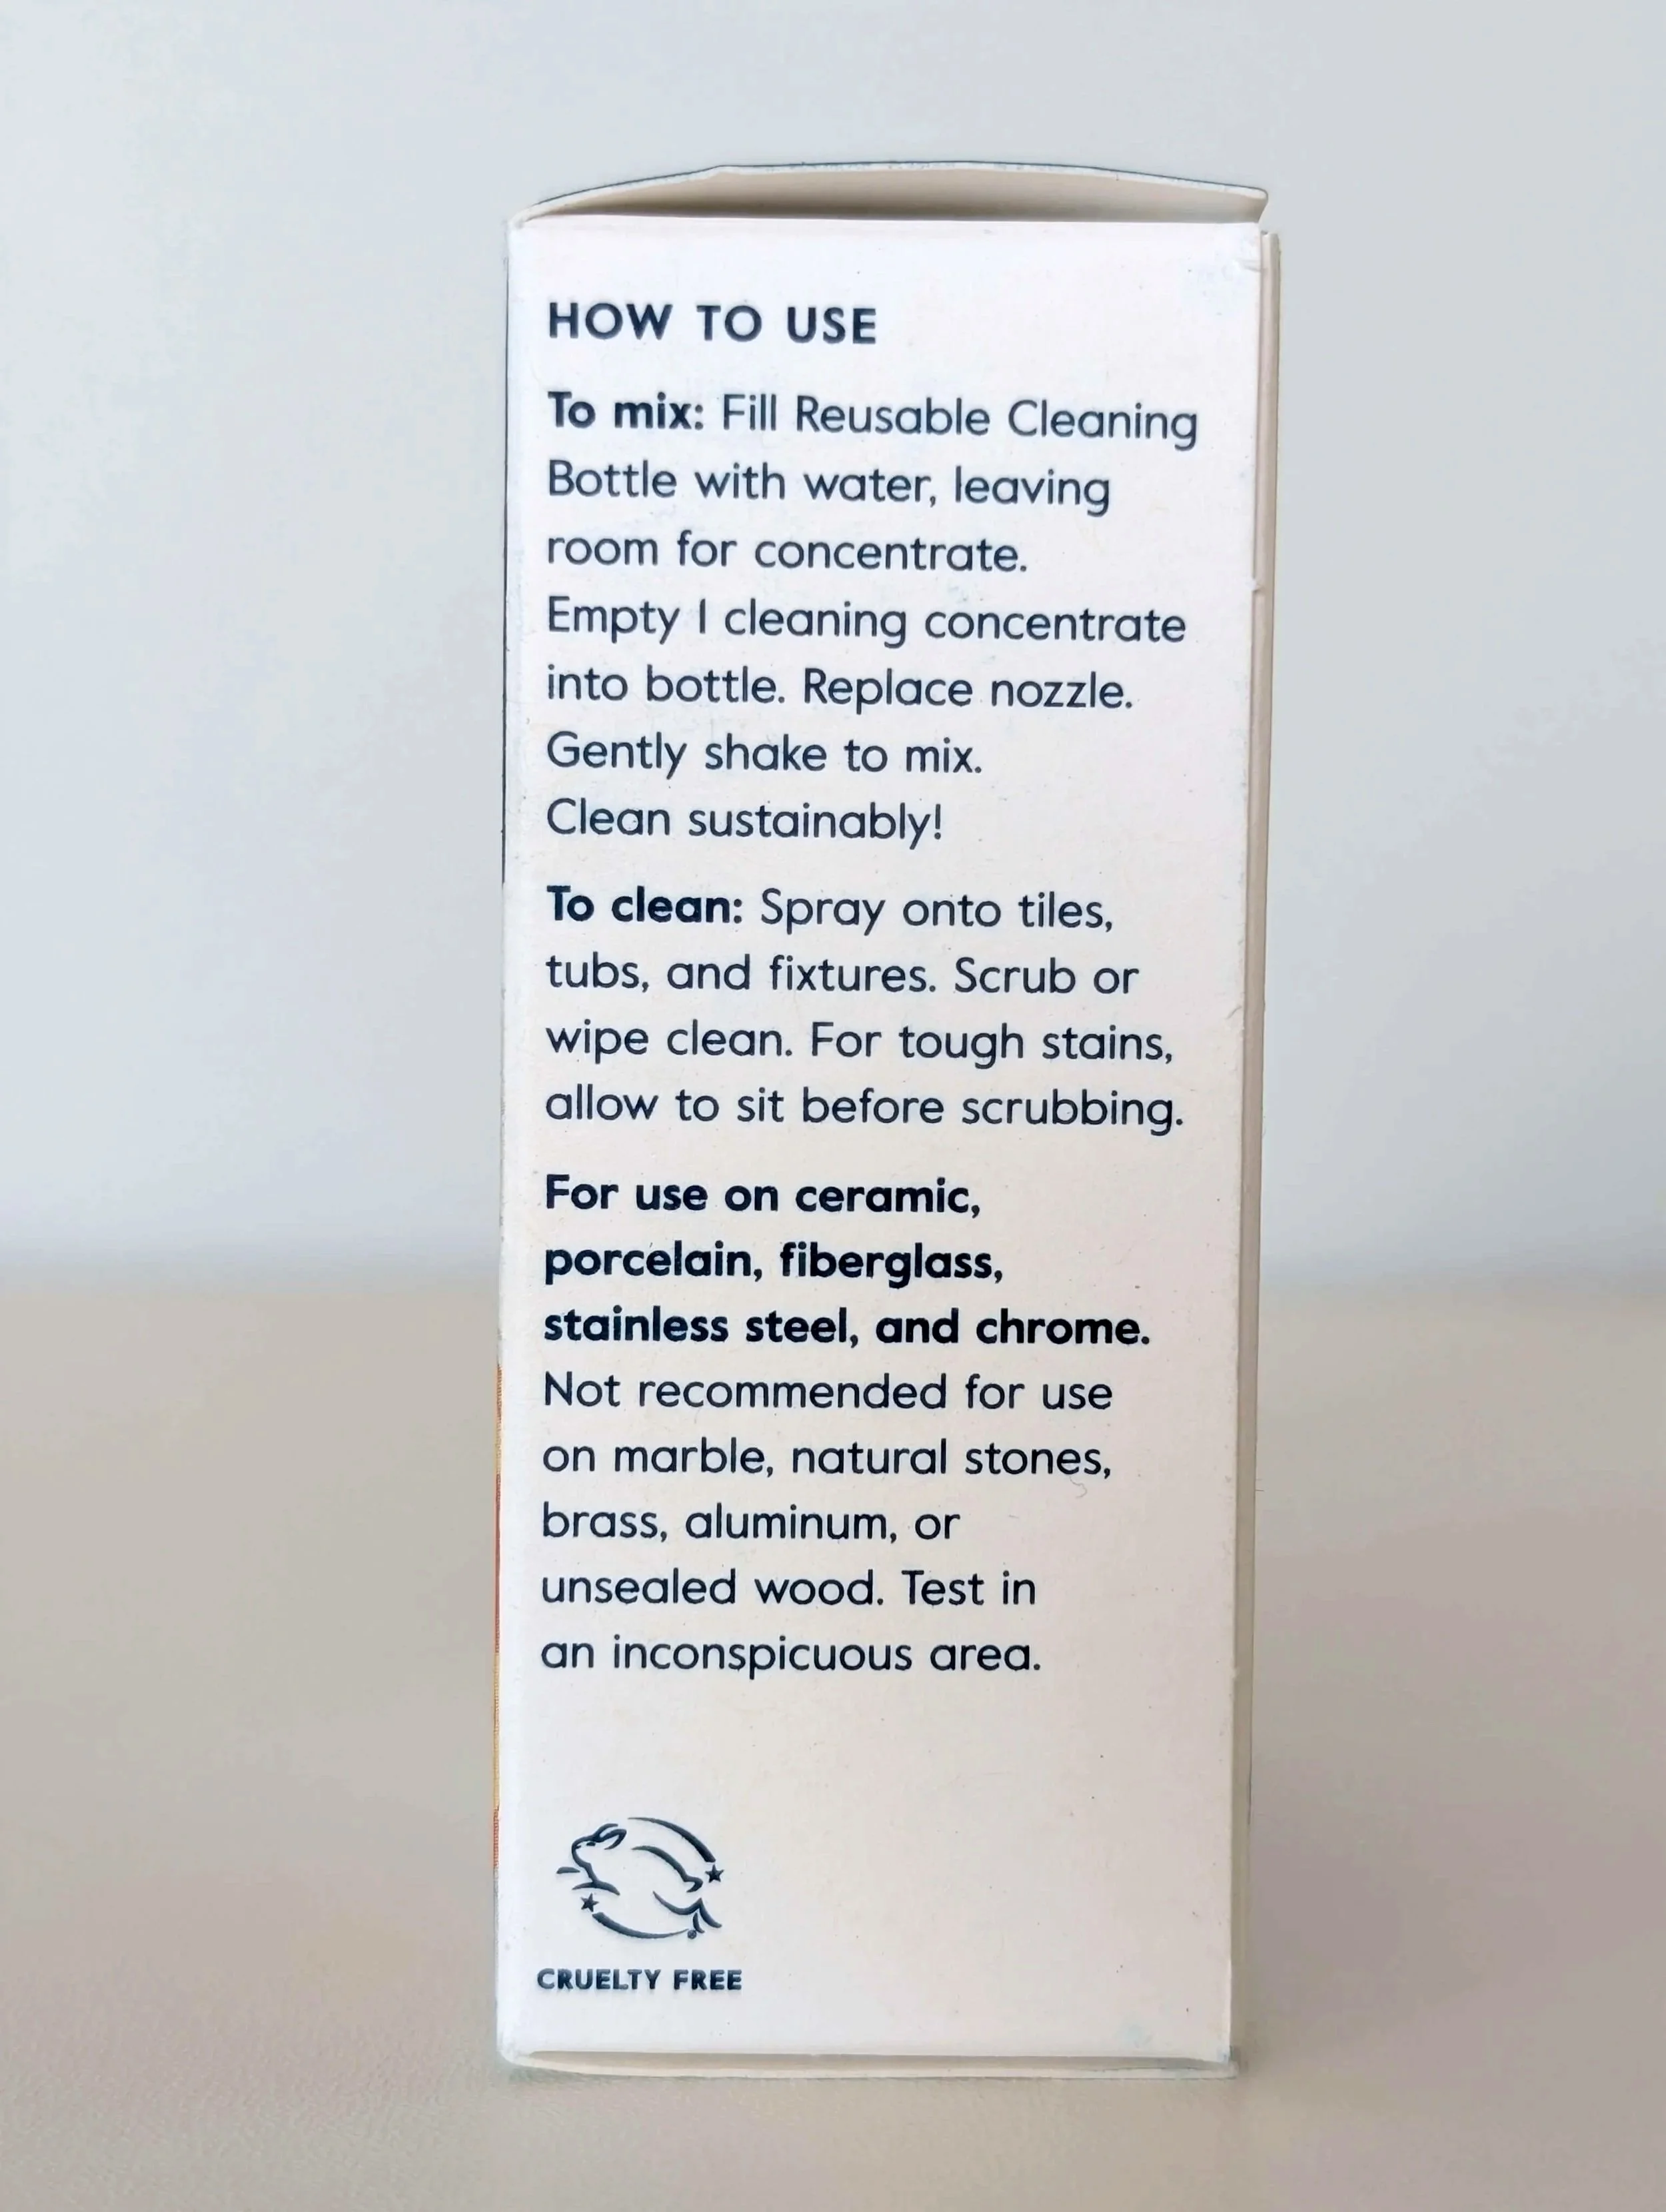 HOW TO USE
To mix: Fill Reusable Cleaning
Bottle with water, leaving
room for concentrate.
Empty 1 cleaning concentrate
into bottle. Replace nozzle.
Gently shake to mix.
Clean sustainably!
To clean: Spray onto tiles,
tubs, and fixtures. Scrub or
wipe clean. For tough stains,
allow to sit before scrubbing.
For use on ceramic,
porcelain, fiberglass,
stainless steel, and chrome.
Not recommended for use
on marble, natural stones,
brass, aluminum, or
unsealed wood. Test in
an inconspicuous area.
CRUELTY FREE